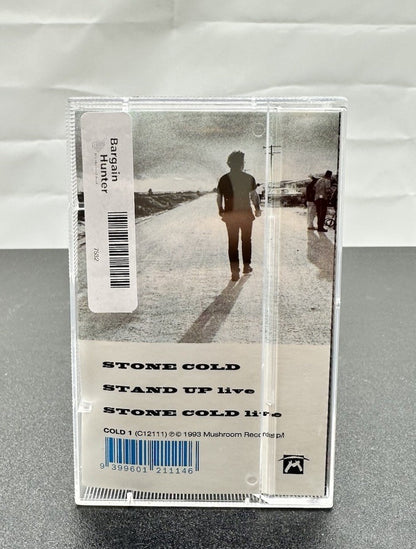 Bargain
Hunter
7532
STONE COLD
STAND UP live
STONE COLD live
COLD 1 (C12111) ℗© 1993 Mushroom Records p/l
9 399601 211146